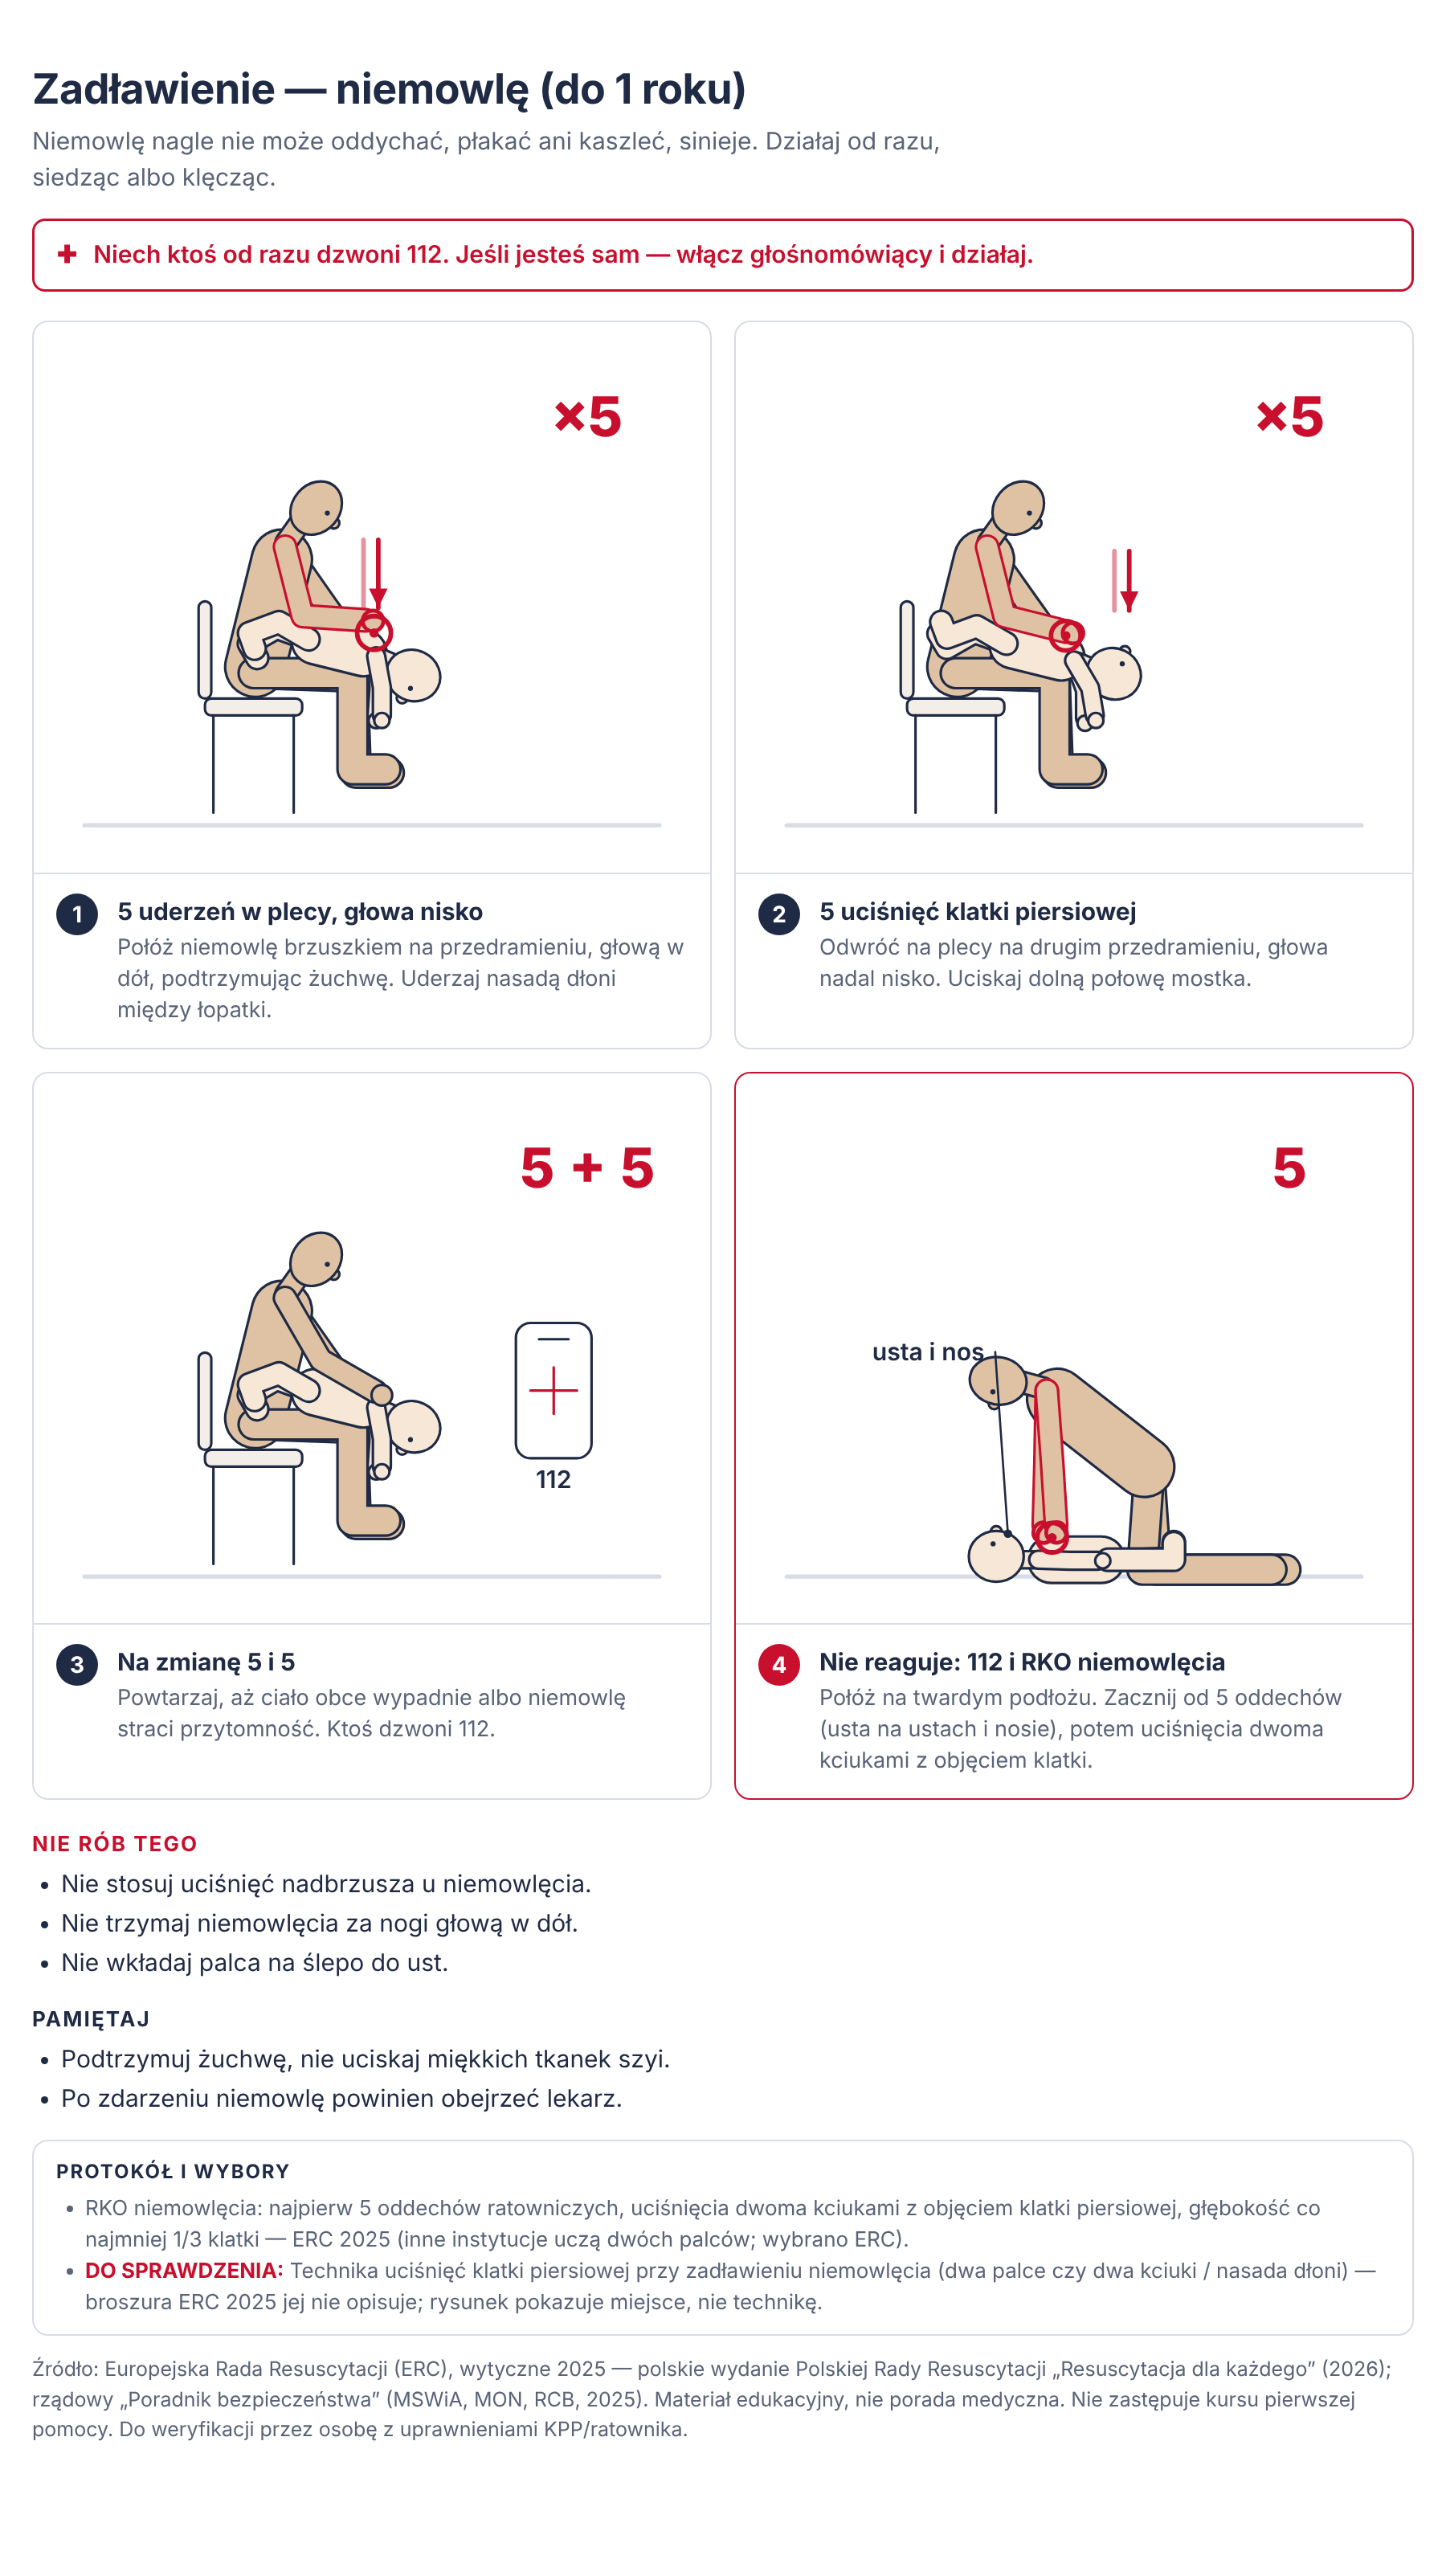 Zadławienie — niemowlę (do 1 roku)
Niemowlę nagle nie może oddychać, płakać ani kaszleć, sinieje. Działaj od razu,
siedząc albo klęcząc.
✚ Niech ktoś od razu dzwoni 112. Jeśli jesteś sam — włącz głośnomówiący i działaj.
×5
1
5 uderzeń w plecy, głowa nisko
Połóż niemowlę brzuszkiem na przedramieniu, głową w
dół, podtrzymując żuchwę. Uderzaj nasadą dłoni
między łopatki.
×5
2
5 uciśnięć klatki piersiowej
Odwróć na plecy na drugim przedramieniu, głowa
nadal nisko. Uciskaj dolną połowę mostka.
5 + 5
112
3
Na zmianę 5 i 5
Powtarzaj, aż ciało obce wypadnie albo niemowlę
straci przytomność. Ktoś dzwoni 112.
5
usta i nos
4
Nie reaguje: 112 i RKO niemowlęcia
Połóż na twardym podłożu. Zacznij od 5 oddechów
(usta na ustach i nosie), potem uciśnięcia dwoma
kciukami z objęciem klatki.
NIE RÓB TEGO
• Nie stosuj uciśnięć nadbrzusza u niemowlęcia.
• Nie trzymaj niemowlęcia za nogi głową w dół.
• Nie wkładaj palca na ślepo do ust.
PAMIĘTAJ
• Podtrzymuj żuchwę, nie uciskaj miękkich tkanek szyi.
• Po zdarzeniu niemowlę powinien obejrzeć lekarz.
PROTOKÓŁ I WYBORY
• RKO niemowlęcia: najpierw 5 oddechów ratowniczych, uciśnięcia dwoma kciukami z objęciem klatki piersiowej, głębokość co
najmniej 1/3 klatki — ERC 2025 (inne instytucje uczą dwóch palców; wybrano ERC).
• DO SPRAWDZENIA: Technika uciśnięć klatki piersiowej przy zadławieniu niemowlęcia (dwa palce czy dwa kciuki / nasada dłoni) —
broszura ERC 2025 jej nie opisuje; rysunek pokazuje miejsce, nie technikę.
Źródło: Europejska Rada Resuscytacji (ERC), wytyczne 2025 — polskie wydanie Polskiej Rady Resuscytacji „Resuscytacja dla każdego” (2026);
rządowy „Poradnik bezpieczeństwa” (MSWiA, MON, RCB, 2025). Materiał edukacyjny, nie porada medyczna. Nie zastępuje kursu pierwszej
pomocy. Do weryfikacji przez osobę z uprawnieniami KPP/ratownika.